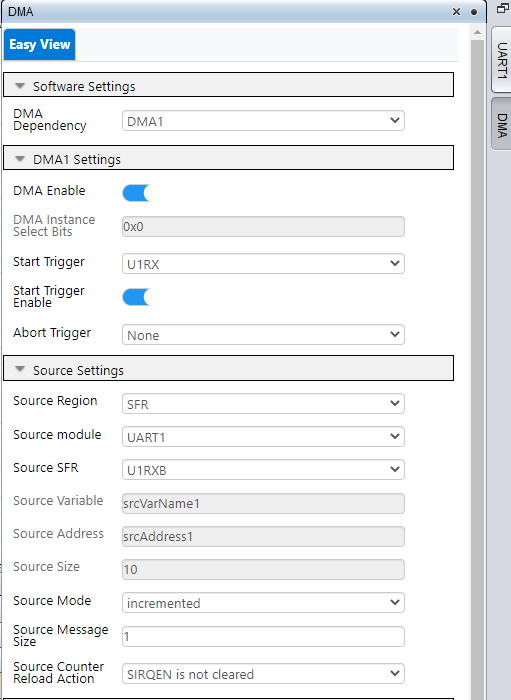 DMA
Easy View
Software Settings
DMA
Dependency
DMA1
DMA1 Settings
DMA Enable
DMA Instance
Select Bits
0x0
Start Trigger
U1RX
Start Trigger
Enable
Abort Trigger
None
Source Settings
Source Region
SFR
Source module
UART1
Source SFR
U1RXB
Source Variable
srcVarName1
Source Address
srcAddress1
Source Size
10
Source Mode
incremented
Source Message
Size
1
Source Counter
Reload Action
SIRQEN is not cleared
UART1
DMA